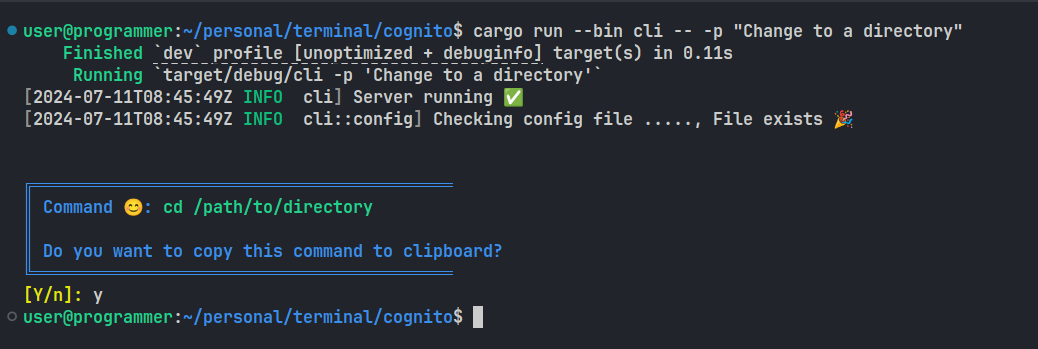 user@programmer:~/personal/terminal/cognito$ cargo run --bin cli -- -p "Change to a directory"
Finished `dev` profile [unoptimized + debuginfo] target(s) in 0.11s
Running `target/debug/cli -p 'Change to a directory'`
[2024-07-11T08:45:49Z INFO  cli] Server running ✅
[2024-07-11T08:45:49Z INFO  cli::config] Checking config file ....., File exists 🎉
Command 😊: cd /path/to/directory
Do you want to copy this command to clipboard?
[Y/n]: y
user@programmer:~/personal/terminal/cognito$